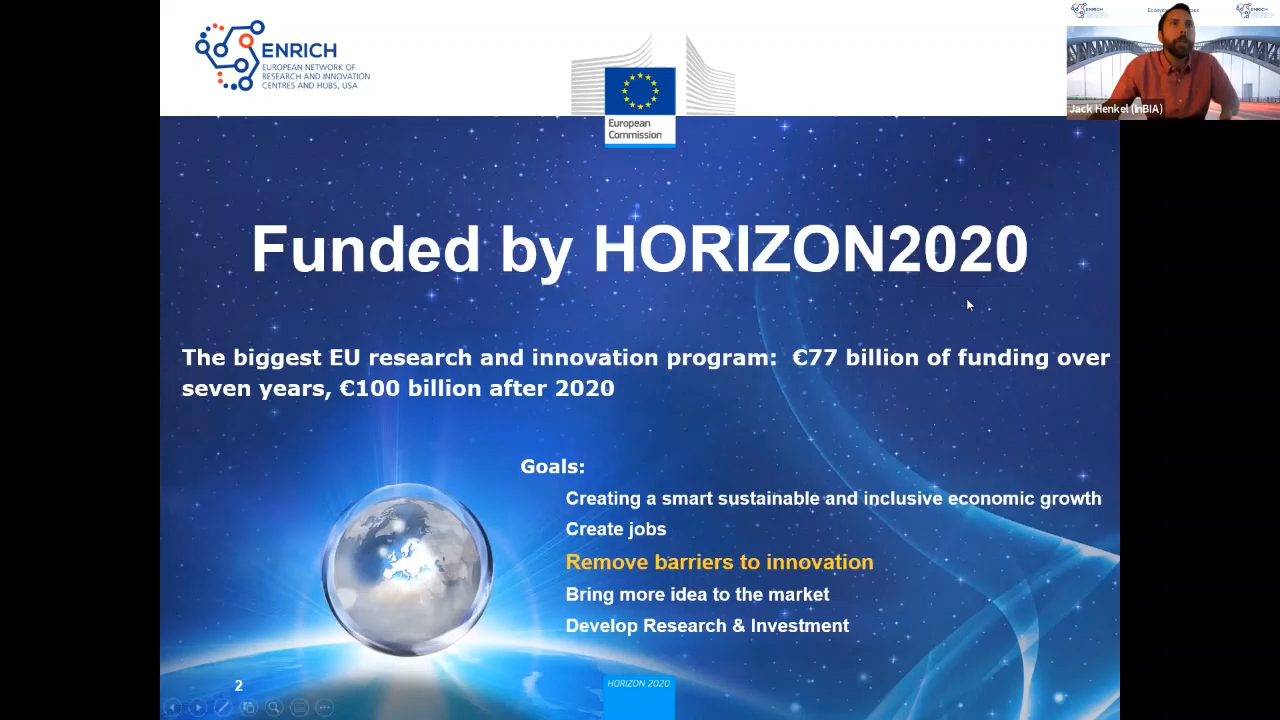 ENRICH
EUROPEAN NETWORK OF
RESEARCH AND INNOVATION
CENTRES AND HUBS, USA
European
Commission
Jack Henkel (InBIA)
Funded by HORIZON2020
The biggest EU research and innovation program: €77 billion of funding over
seven years, €100 billion after 2020
Goals:
Creating a smart sustainable and inclusive economic growth
Create jobs
Remove barriers to innovation
Bring more idea to the market
Develop Research & Investment
2
HORIZON 2020